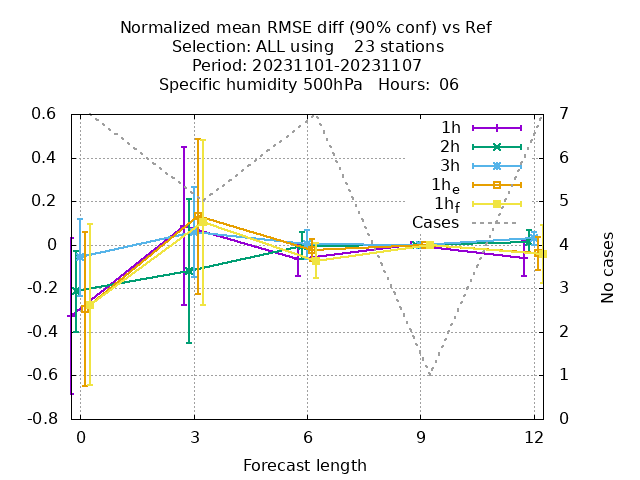 Normalized mean RMSE diff (90% conf) vs Ref
Selection: ALL using    23 stations
Period: 20231101-20231107
Specific humidity 500hPa   Hours:  06
0.6
0.4
0.2
0
-0.2
-0.4
-0.6
-0.8
7
6
5
4
3
2
1
0
1h
2h
3h
1he
1hf
Cases
No cases
0
3
6
9
12
Forecast length